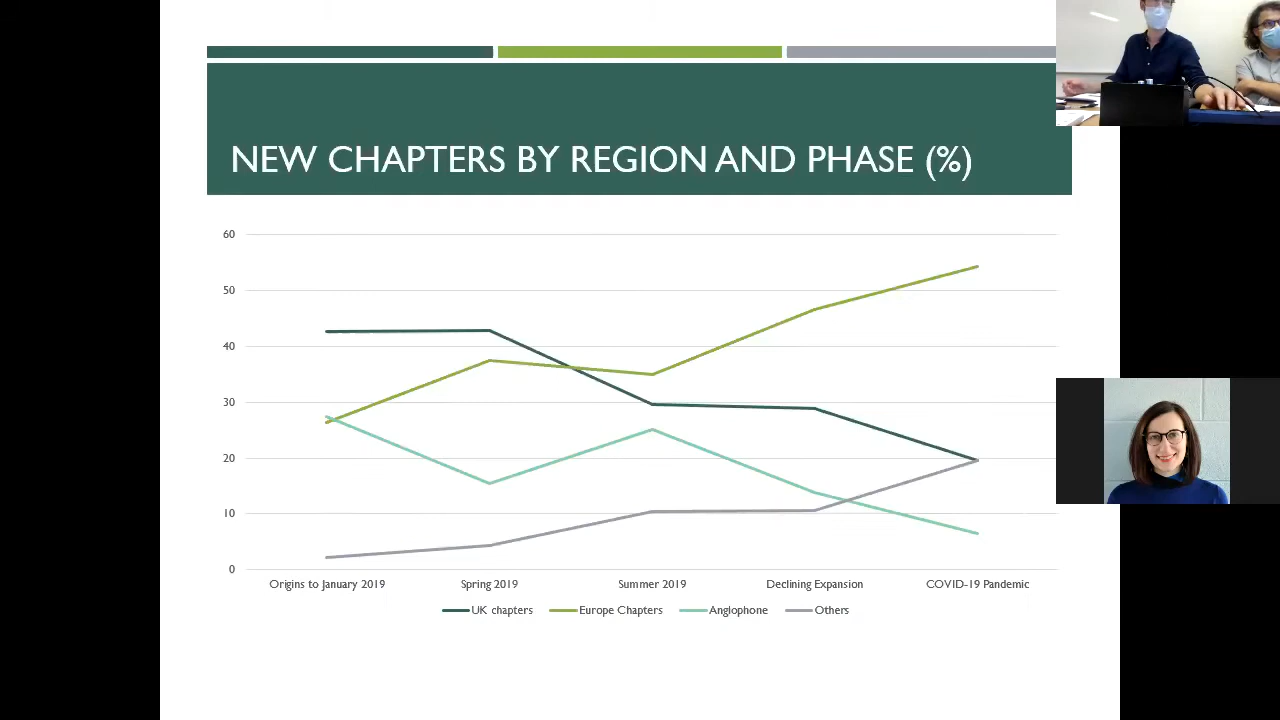 NEW CHAPTERS BY REGION AND PHASE (%)
60
50
40
30
20
10
0
Origins to January 2019 Spring 2019 Summer 2019 Declining Expansion COVID-19 Pandemic
UK chapters Europe Chapters Anglophone Others